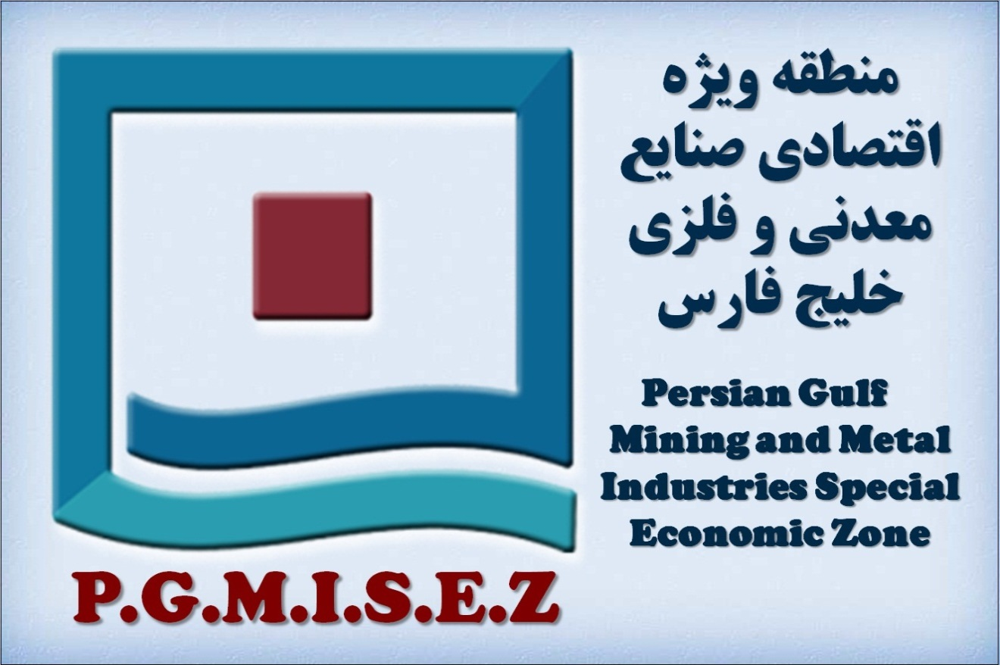 منطقه ویژه
اقتصادی صنایع
معدنی و فلزی
خلیج فارس
Persian Gulf
Mining and Metal
Industries Special
Economic Zone
P.G.M.I.S.E.Z